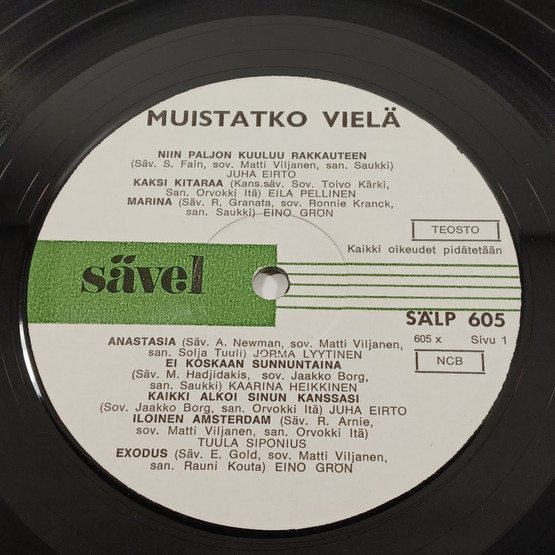 MUISTATKO VIELÄ
NIIN PALJON KUULUU RAKKAUTEEN
(Säv. S. Fain, sov. Matti Viljanen, san. Saukki)
JUHA EIRTO
KAKSI KITARAA (Kans.säv. Sov. Toivo Kärki,
San. Orvokki Itä) EILA PELLINEN
MARINA (Säv. R. Granata, sov. Ronnie Kranck,
san. Saukki) EINO GRÖN
TEOSTO
Kaikki oikeudet pidätetään
sävel
SÄLP 605
605 x Sivu 1
NCB
ANASTASIA (Säv. A. Newman, sov. Matti Viljanen,
san. Solja Tuuli) JORMA LYYTINEN
EI KOSKAAN SUNNUNTAINA
(Säv. M. Hadjidakis, sov. Jaakko Borg,
san. Saukki) KAARINA HEIKKINEN
KAIKKI ALKOI SINUN KANSSASI
(Sov. Jaakko Borg, san. Orvokki Itä) JUHA EIRTO
ILOINEN AMSTERDAM (Säv. R. Arnie,
sov. Matti Viljanen, san. Orvokki Itä)
TUULA SIPONIUS
EXODUS (Säv. E. Gold, sov. Matti Viljanen,
san. Rauni Kouta) EINO GRÖN